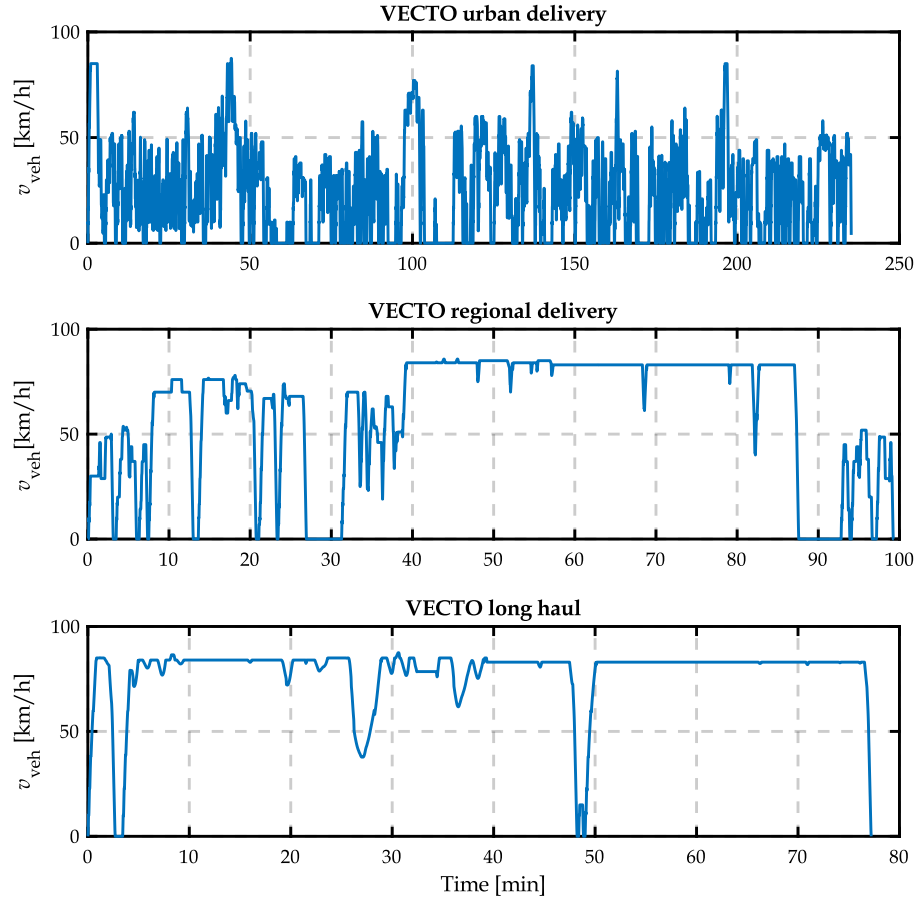 VECTO urban delivery
100
50
0
v_veh [km/h]
0 50 100 150 200 250
VECTO regional delivery
100
50
0
v_veh[km/h]
0 10 20 30 40 50 60 70 80 90 100
VECTO long haul
100
50
0
v_veh [km/h]
0 10 20 30 40 50 60 70 80
Time [min]